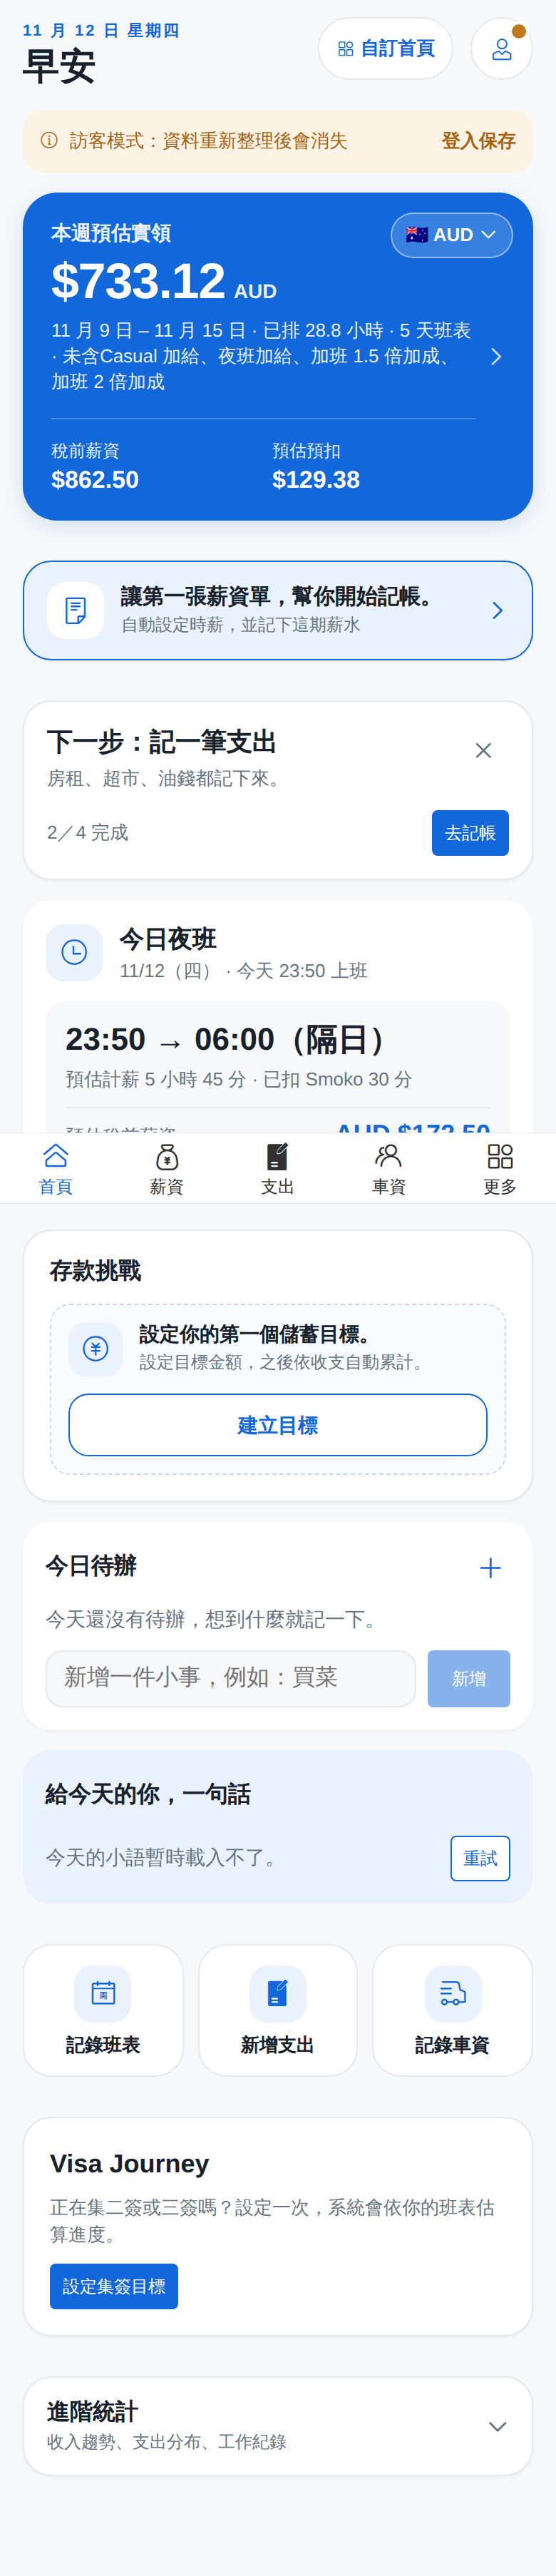 11 月 12 日 星期四
早安
自訂首頁
訪客模式：資料重新整理後會消失
登入保存
本週預估實領
AUD
$733.12 AUD
11 月 9 日 – 11 月 15 日 · 已排 28.8 小時 · 5 天班表
· 未含Casual 加給、夜班加給、加班 1.5 倍加成、
加班 2 倍加成
稅前薪資
預估預扣
$862.50
$129.38
讓第一張薪資單，幫你開始記帳。
自動設定時薪，並記下這期薪水
下一步：記一筆支出
房租、超市、油錢都記下來。
2／4 完成
去記帳
今日夜班
11/12（四） · 今天 23:50 上班
23:50 → 06:00（隔日）
預估計薪 5 小時 45 分 · 已扣 Smoko 30 分
預估稅前薪資
AUD $172.50
首頁
薪資
支出
車資
更多
存款挑戰
設定你的第一個儲蓄目標。
設定目標金額，之後依收支自動累計。
建立目標
今日待辦
今天還沒有待辦，想到什麼就記一下。
新增一件小事，例如：買菜
新增
給今天的你，一句話
今天的小語暫時載入不了。
重試
周
記錄班表
新增支出
記錄車資
Visa Journey
正在集二簽或三簽嗎？設定一次，系統會依你的班表估
算進度。
設定集簽目標
進階統計
收入趨勢、支出分布、工作紀錄